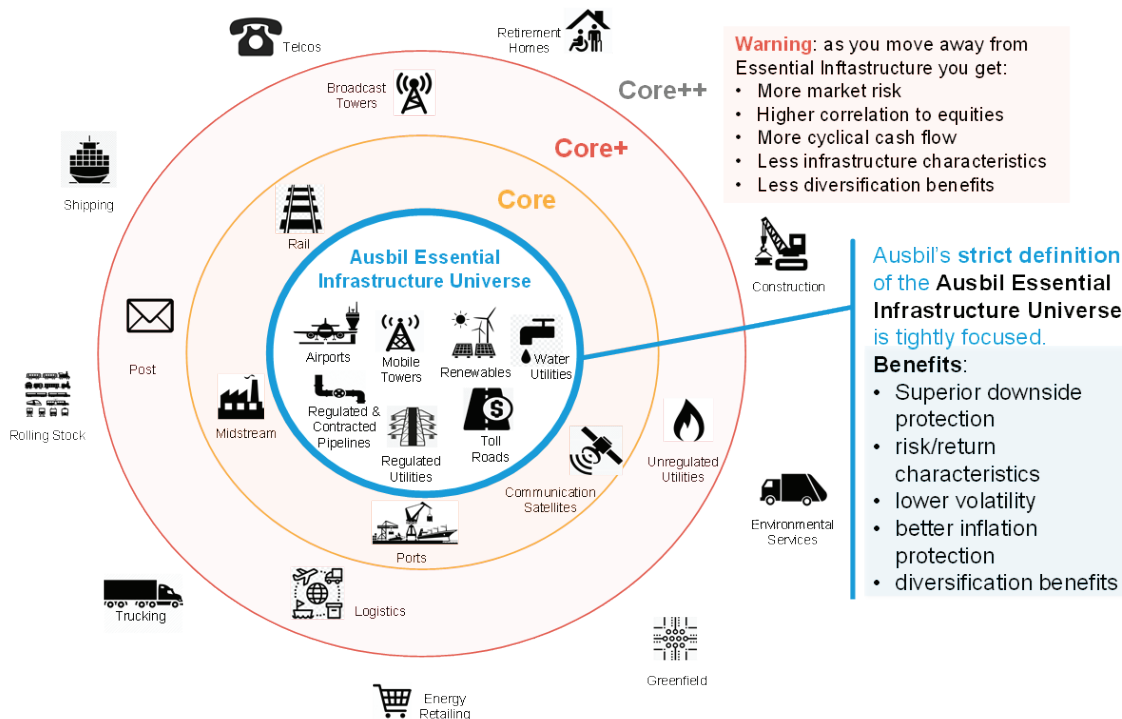 Telcos
Retirement
Homes
Broadcast
Towers
Core++
Warning: as you move away from
Essential Inftastructure you get:
• More market risk
• Higher correlation to equities
• More cyclical cash flow
• Less infrastructure characteristics
• Less diversification benefits
Core+
Core
Shipping
Rail
Ausbil Essential
Infrastructure Universe
Construction
Ausbil's strict definition
of the Ausbil Essential
Infrastructure Universe
is tightly focused.
Benefits:
• Superior downside
protection
• risk/return
characteristics
• lower volatility
• better inflation
protection
• diversification benefits
Airports
Mobile
Towers
Renewables
Water
Utilities
Post
Rolling Stock
Midstream
Regulated &
Contracted
Pipelines
Regulated
Utilities
$
Toll
Roads
Communication
Satellites
Unregulated
Utilities
Environmental
Services
Ports
Trucking
Logistics
Greenfield
Energy
Retailing